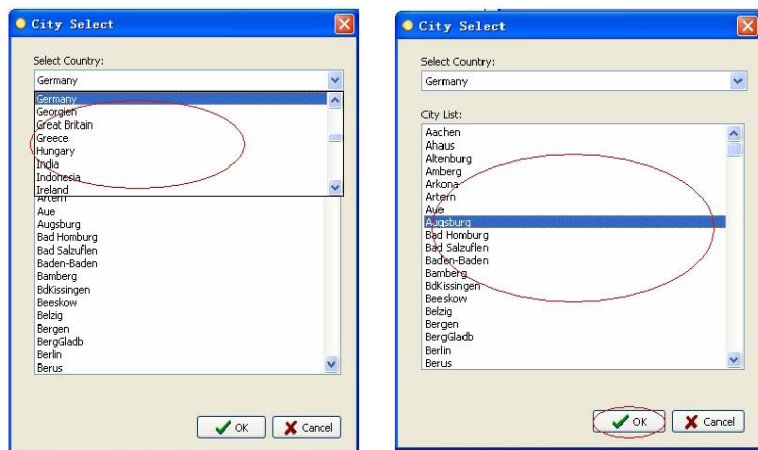 City Select
Select Country:
Germany
Germany
Georgien
Great Britain
Greece
Hungary
India
Indonesia
Ireland
Artern
Aue
Augsburg
Bad Homburg
Bad Salzuflen
Baden-Baden
Bamberg
BdKissingen
Beeskow
Belzig
Bergen
BergGladb
Berlin
Berus
OK
Cancel
City Select
Select Country:
Germany
City List:
Aachen
Ahaus
Altenburg
Amberg
Arkona
Artern
Aue
Augsburg
Bad Homburg
Bad Salzuflen
Baden-Baden
Bamberg
BdKissingen
Beeskow
Belzig
Bergen
BergGladb
Berlin
Berus
OK
Cancel